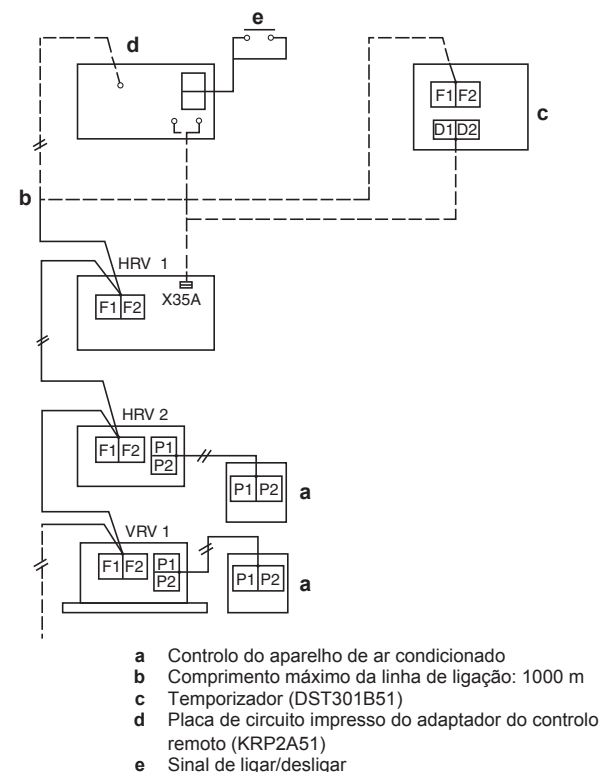 e
d
F1 F2
c
D1 D2
b
HRV 1
F1 F2
X35A
HRV 2
F1 F2
P1
P2
P1 P2
a
VRV 1
F1 F2
P1
P2
P1 P2
a
a Controlo do aparelho de ar condicionado
b Comprimento máximo da linha de ligação: 1000 m
c Temporizador (DST301B51)
d Placa de circuito impresso do adaptador do controlo
remoto (KRP2A51)
e Sinal de ligar/desligar